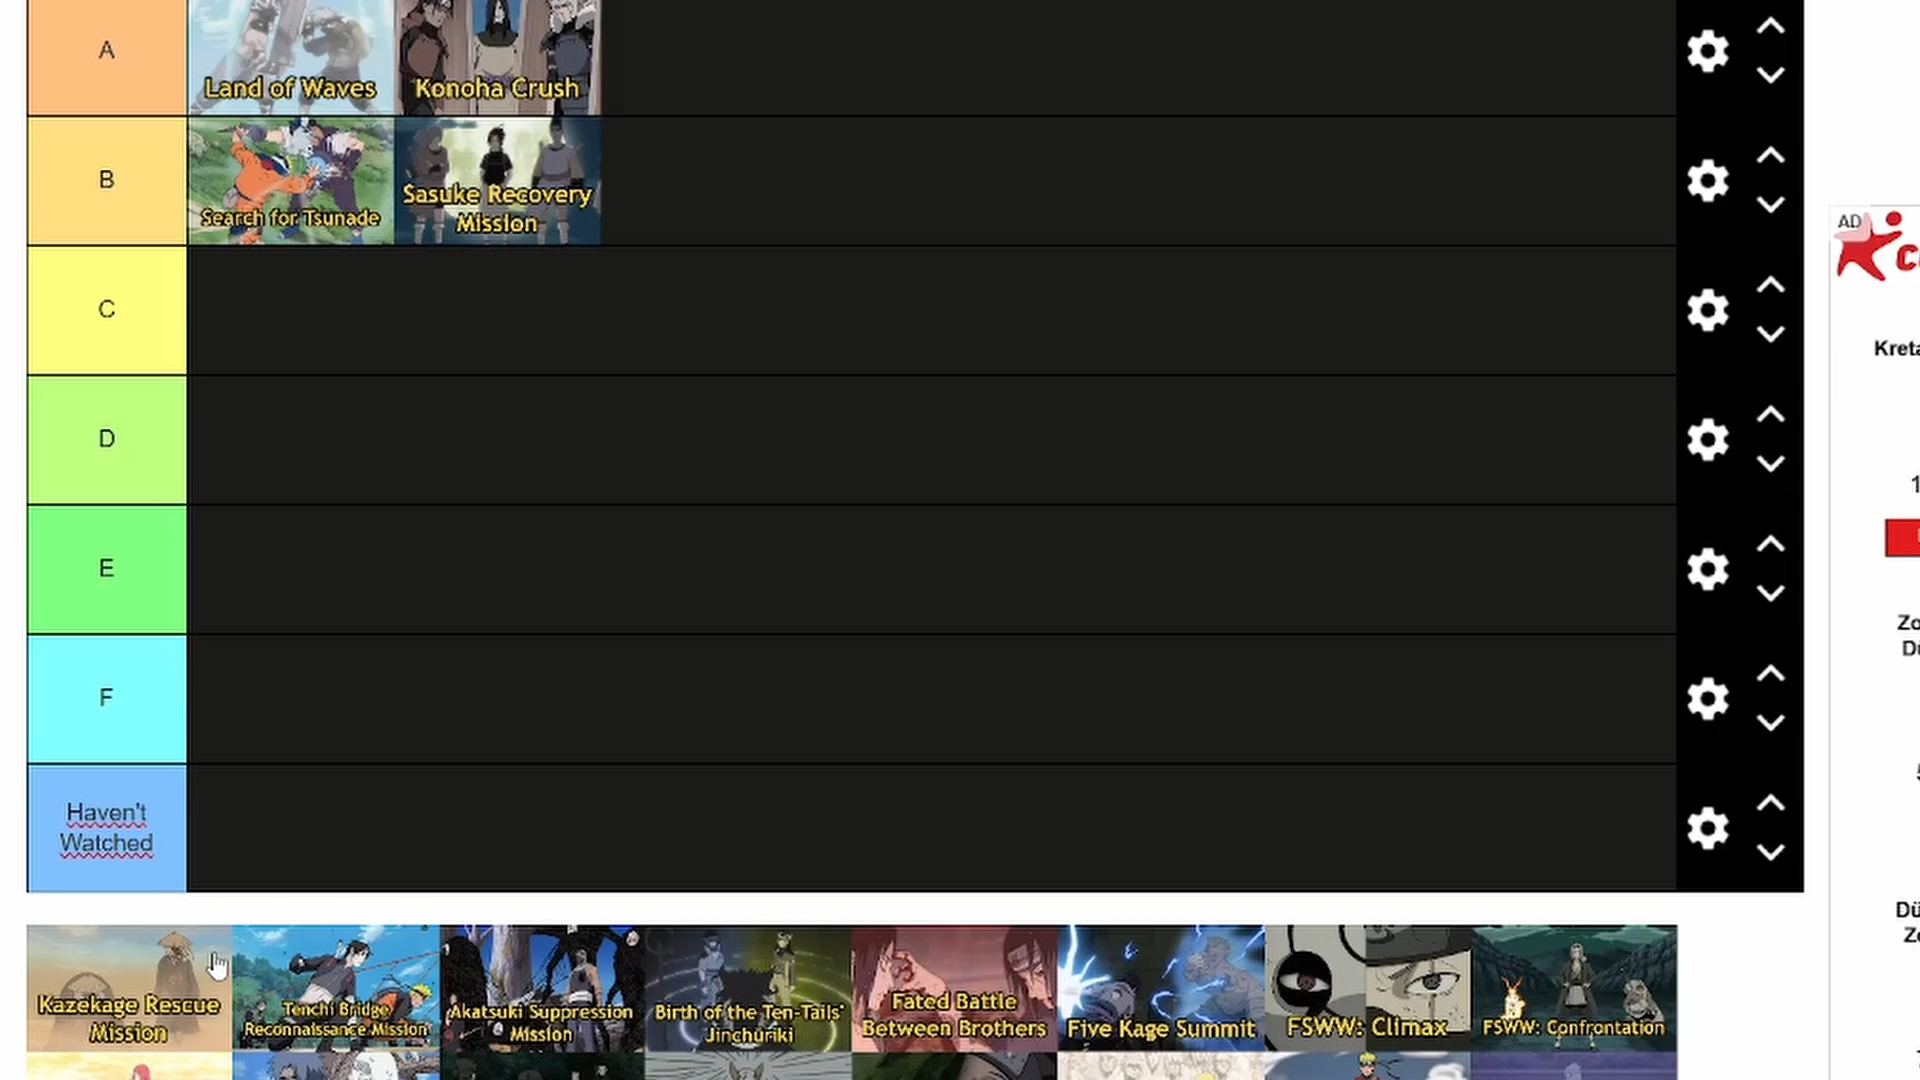 A
Land of Waves
Konoha Crush
B
Search for Tsunade
Sasuke Recovery
Mission
C
D
E
F
Haven't
Watched
Kazekage Rescue
Mission
Tenchi Bridge
Reconnaissance Mission
Akatsuki Suppression
Mission
Birth of the Ten-Tails'
Jinchuriki
Fated Battle
Between Brothers
Five Kage Summit
FSWW: Climax
FSWW: Confrontation
AD